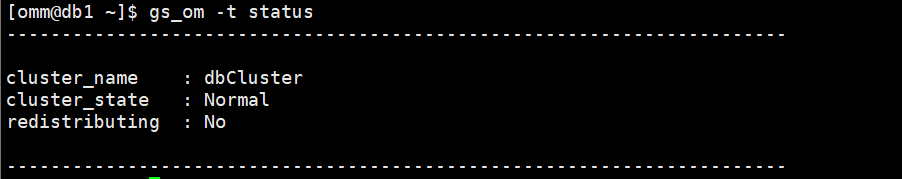 [omm@db1 ~]$ gs_om -t status
-----------------------------------------------------------------------
cluster_name    : dbCluster
cluster_state   : Normal
redistributing  : No
-----------------------------------------------------------------------